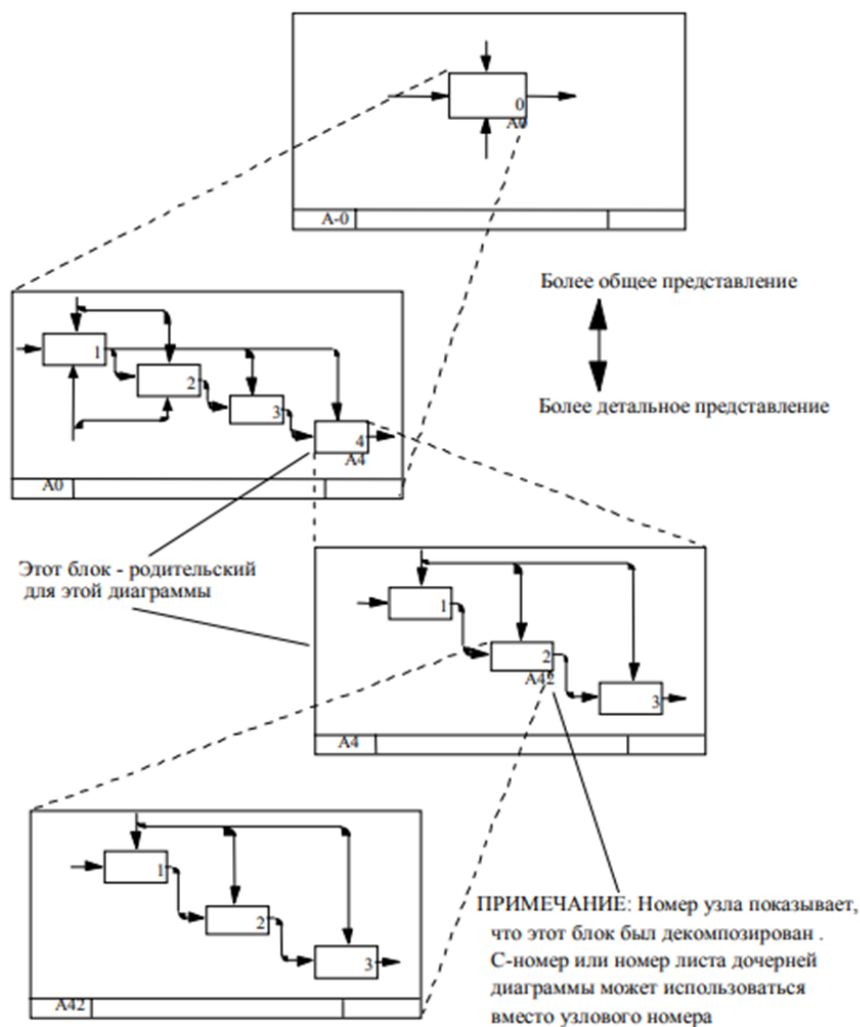 0
A0
A-0
Более общее представление
Более детальное представление
1
2
3
4
A4
A0
Этот блок - родительский
для этой диаграммы
1
2
A42
3
A4
1
2
3
A42
ПРИМЕЧАНИЕ: Номер узла показывает,
что этот блок был декомпозирован .
С-номер или номер листа дочерней
диаграммы может использоваться
вместо узлового номера